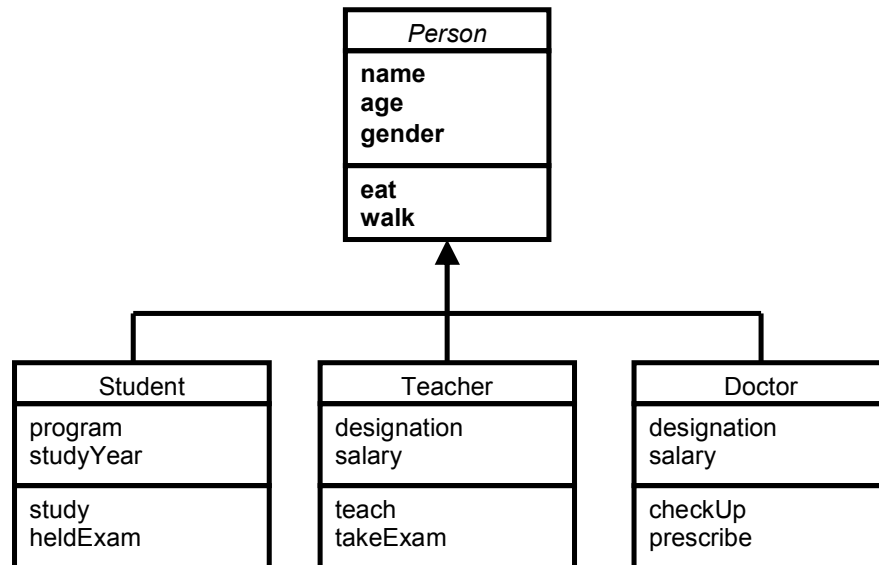 Person
name
age
gender
eat
walk
Student
program
studyYear
study
heldExam
Teacher
designation
salary
teach
takeExam
Doctor
designation
salary
checkUp
prescribe